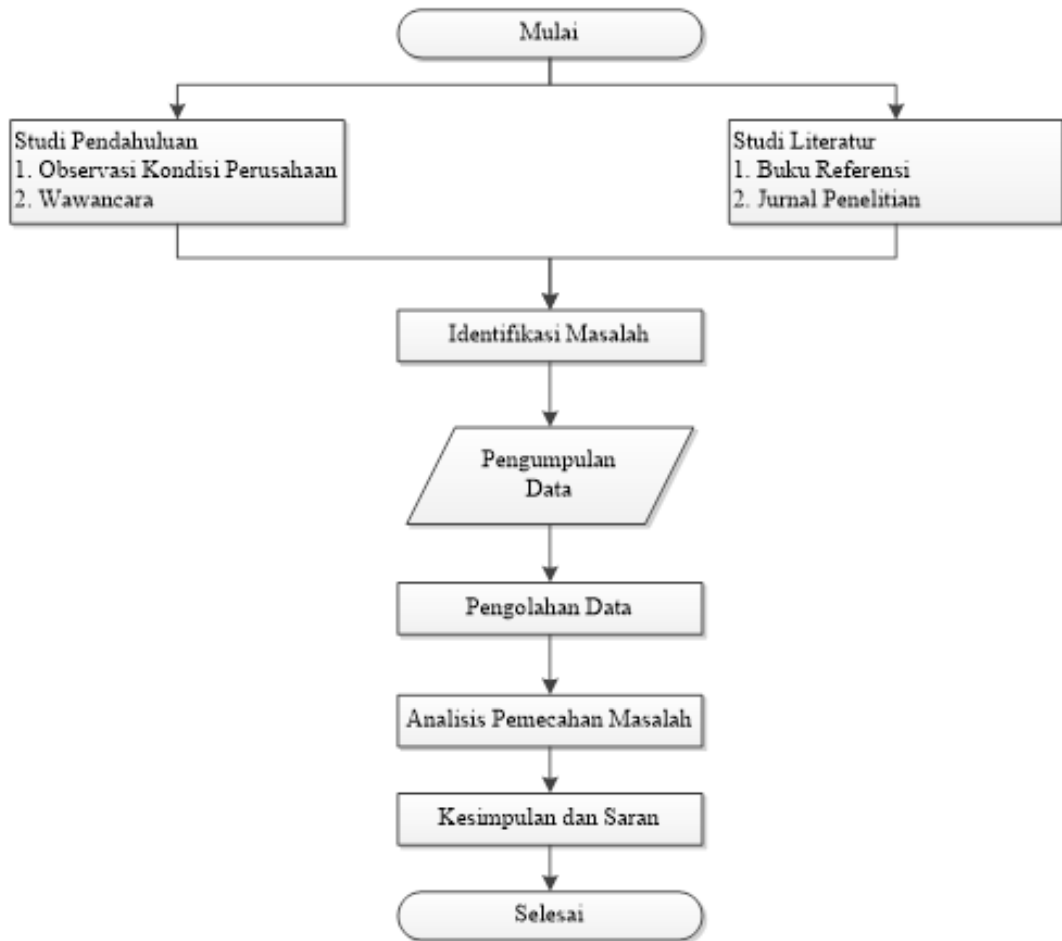 Mulai
Studi Pendahuluan
1. Observasi Kondisi Perusahaan
2. Wawancara
Studi Literatur
1. Buku Referensi
2. Jurnal Penelitian
Identifikasi Masalah
Pengumpulan
Data
Pengolahan Data
Analisis Pemecahan Masalah
Kesimpulan dan Saran
Selesai